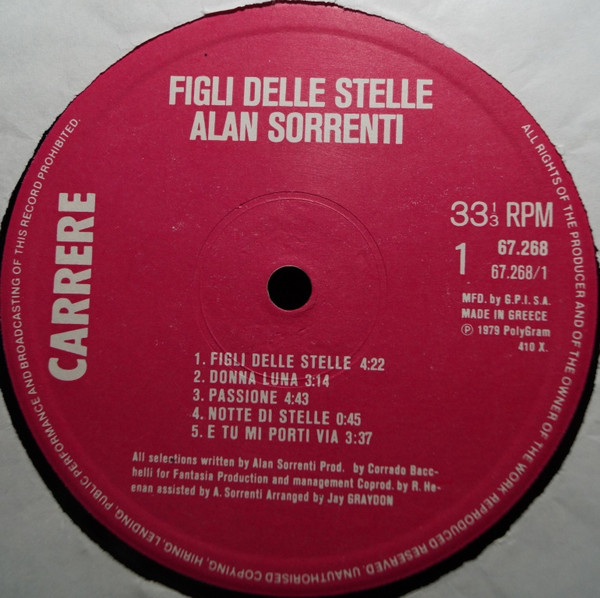 FIGLI DELLE STELLE
ALAN SORRENTI
CARRERE
33 1/3 RPM
1
67.268
67.268/1
MFD. by G.P.I. S.A.
MADE IN GREECE
℗ 1979 PolyGram
410 X.
1. FIGLI DELLE STELLE 4:22
2. DONNA LUNA 3:14
3. PASSIONE 4:43
4. NOTTE DI STELLE 0:45
5. E TU MI PORTI VIA 3:37
All selections written by Alan Sorrenti Prod. by Corrado Bacc-
helli for Fantasia Production and management Coprod. by R. He-
enan assisted by A. Sorrenti Arranged by Jay GRAYDON
ALL RIGHTS OF THE PRODUCER AND OF THE OWNER OF THE WORK REPRODUCED RESERVED. UNAUTHORISED COPYING, HIRING, LENDING, PUBLIC PERFORMANCE AND BROADCASTING OF THIS RECORD PROHIBITED.